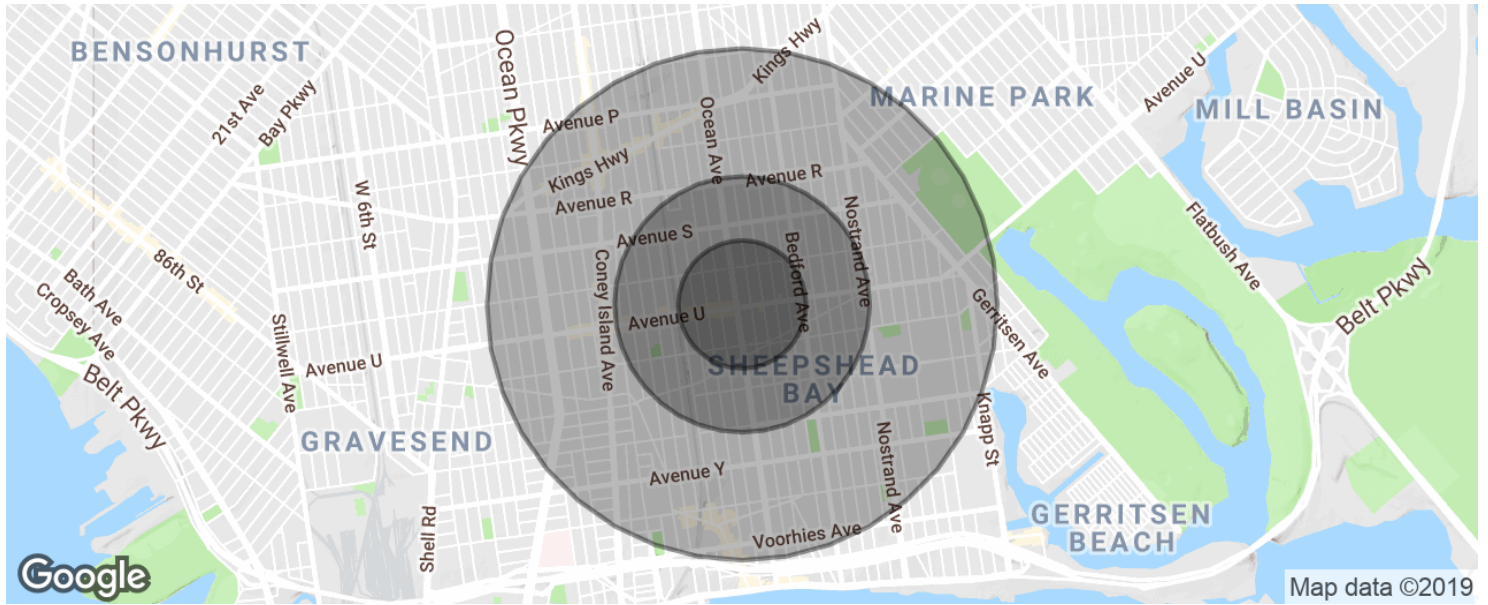 BENSONHURST
21st Ave
Bay Pkwy
Ocean Pkwy
Kings Hwy
Avenue P
Ocean Ave
MARINE PARK
Avenue U
MILL BASIN
Kings Hwy
Avenue R
Avenue R
W 6th St
Nostrand Ave
Flatbush Ave
Avenue S
Bedford Ave
86th St
Bath Ave
Cropsey Ave
Coney Island Ave
Avenue U
Gerritsen Ave
Belt Pkwy
Stillwell Ave
Avenue U
SHEEPSHEAD
BAY
Belt Pkwy
GRAVESEND
Knapp St
Nostrand Ave
Avenue Y
Shell Rd
Voorhies Ave
GERRITSEN
BEACH
Google
Map data ©2019